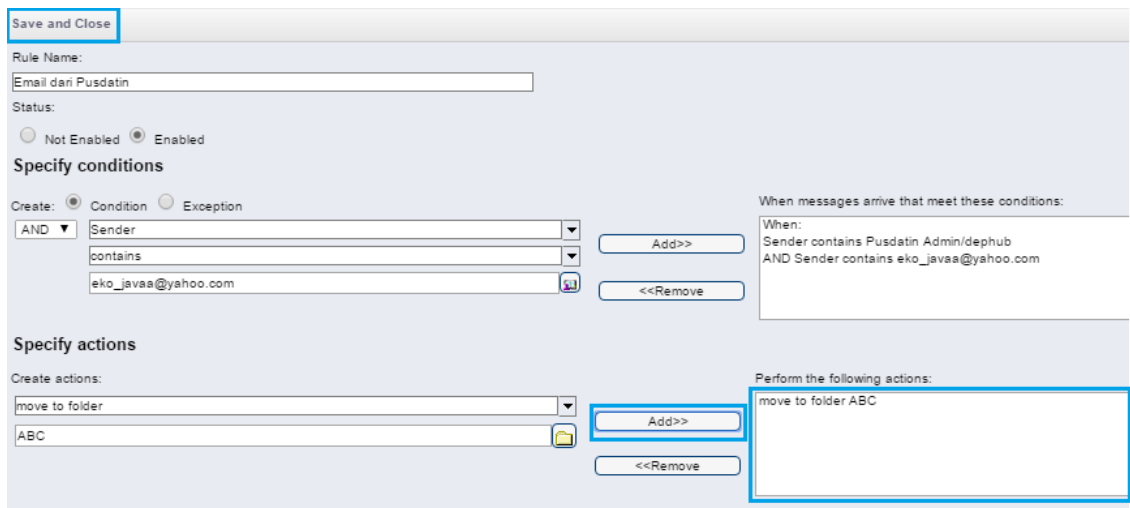 Save and Close
Rule Name:
Email dari Pusdatin
Status:
Not Enabled Enabled
Specify conditions
Create: Condition Exception
AND Sender
contains
eko_javaa@yahoo.com
Add>>
<<Remove
When messages arrive that meet these conditions:
When:
Sender contains Pusdatin Admin/dephub
AND Sender contains eko_javaa@yahoo.com
Specify actions
Create actions:
move to folder
ABC
Add>>
<<Remove
Perform the following actions:
move to folder ABC